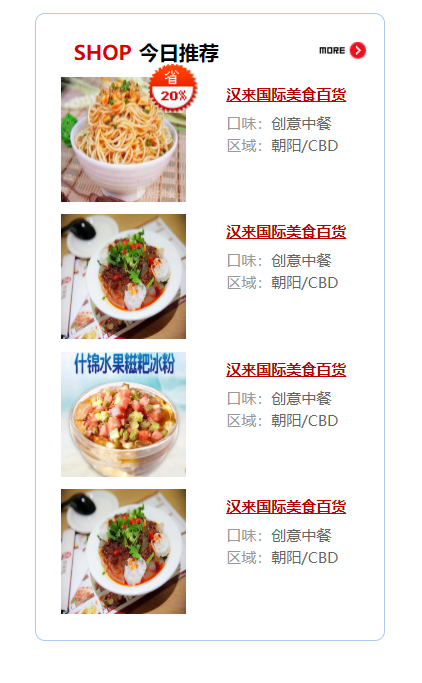 SHOP 今日推荐
MORE
省
20%
汉来国际美食百货
口味：创意中餐
区域：朝阳/CBD
汉来国际美食百货
口味：创意中餐
区域：朝阳/CBD
什锦水果糍粑冰粉
汉来国际美食百货
口味：创意中餐
区域：朝阳/CBD
汉来国际美食百货
口味：创意中餐
区域：朝阳/CBD